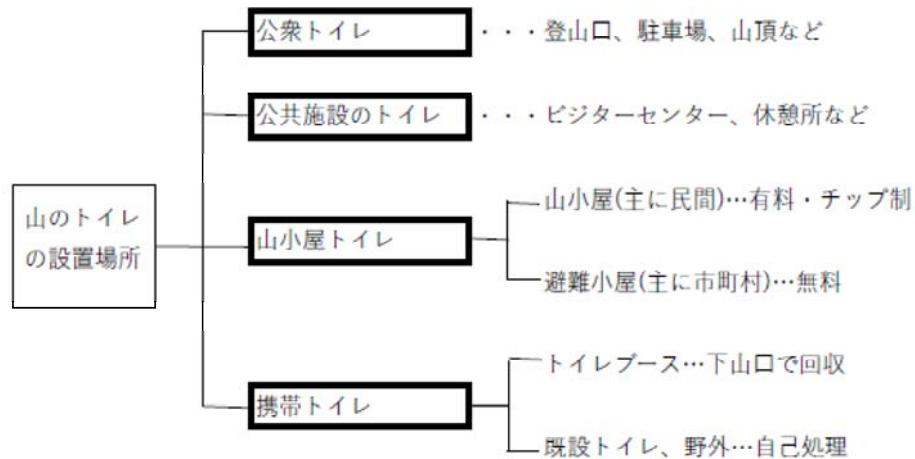 公衆トイレ ・・・登山口、駐車場、山頂など
公共施設のトイレ ・・・ビジターセンター、休憩所など
山のトイレ
の設置場所
山小屋トイレ
山小屋(主に民間)…有料・チップ制
避難小屋(主に市町村)…無料
携帯トイレ
トイレブース…下山口で回収
既設トイレ、野外…自己処理